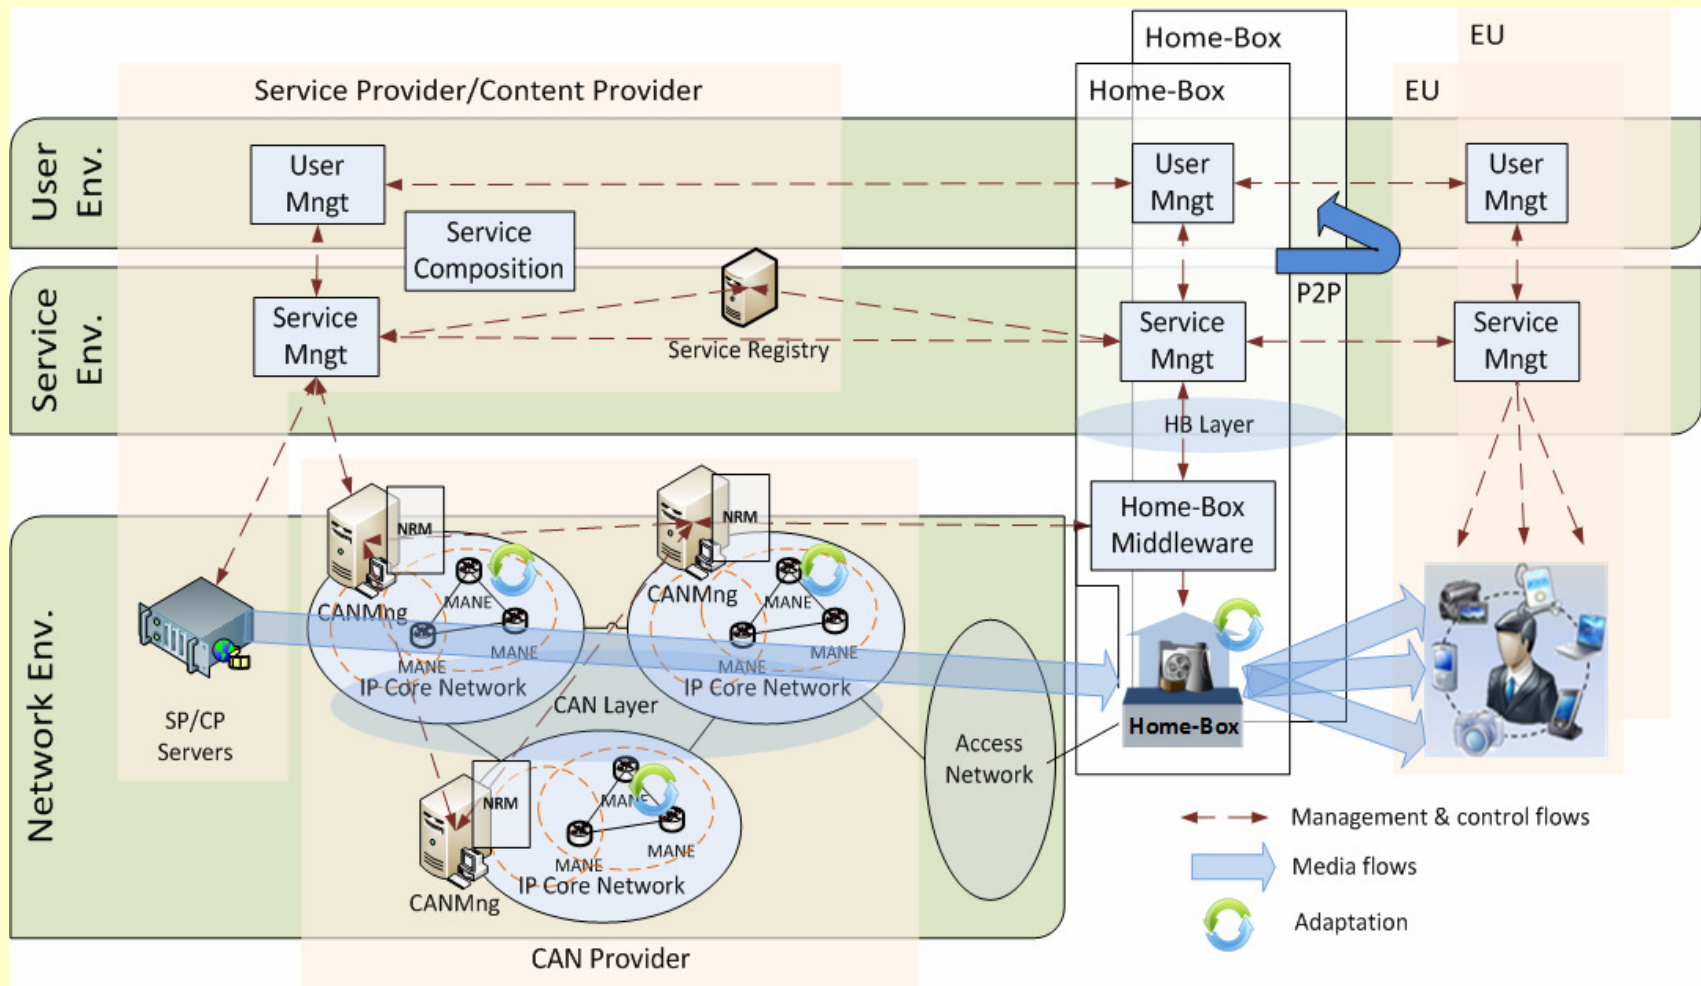 Home-Box
EU
Service Provider/Content Provider
Home-Box
EU
User
Env.
User
Mngt
User
Mngt
User
Mngt
Service
Composition
Service
Env.
P2P
Service
Mngt
Service Registry
Service
Mngt
Service
Mngt
HB Layer
NRM
NRM
Home-Box
Middleware
Network Env.
CANMng
MANE
MANE
MANE
IP Core Network
CANMng
MANE
MANE
MANE
IP Core Network
CAN Layer
SP/CP
Servers
Home-Box
Access
Network
NRM
MANE
MANE
MANE
IP Core Network
CANMng
Management & control flows
Media flows
Adaptation
CAN Provider